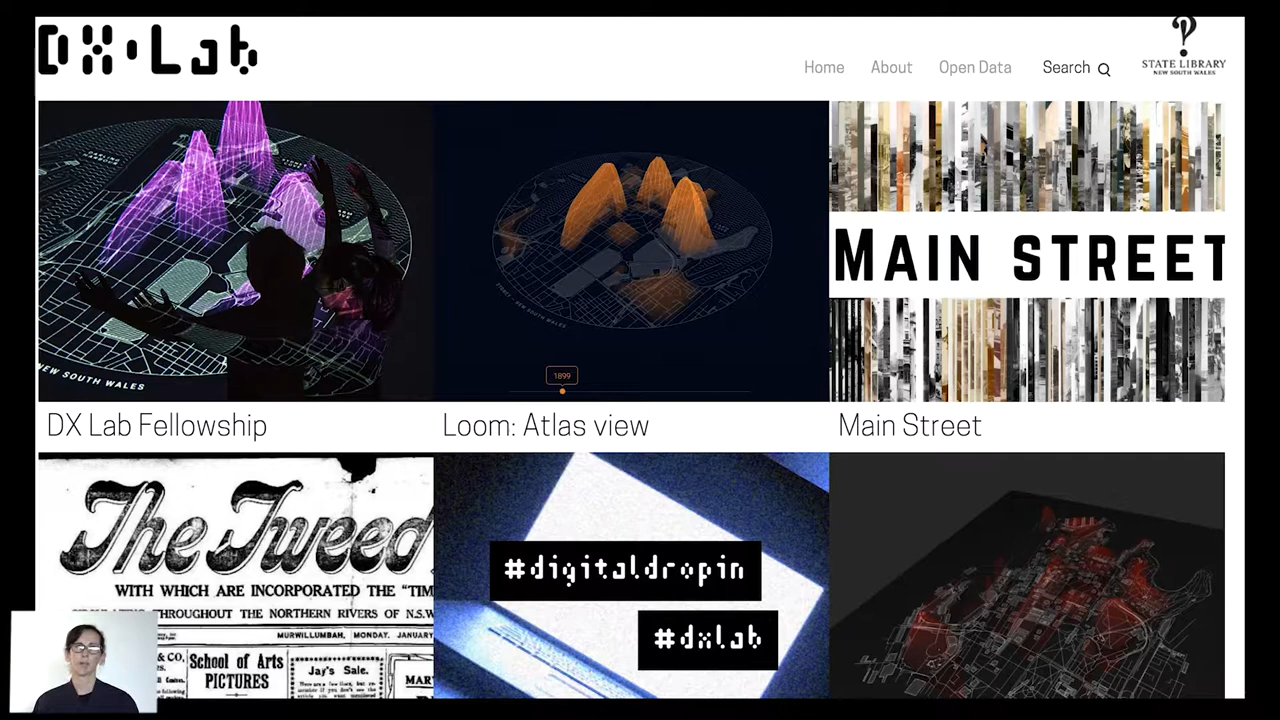 DX·Lab
Home About Open Data Search
STATE LIBRARY
NEW SOUTH WALES
NEW SOUTH WALES
1899
MAIN STREET
DX Lab Fellowship
Loom: Atlas view
Main Street
The Tweed
WITH WHICH ARE INCORPORATED THE "TIM
THROUGHOUT THE NORTHERN RIVERS OF N.S.W
MURWILLUMBAH, MONDAY, JANUARY
& CO,
School of Arts
PICTURES
Jay's Sale.
MAR
#digitaldropin
#dxlab